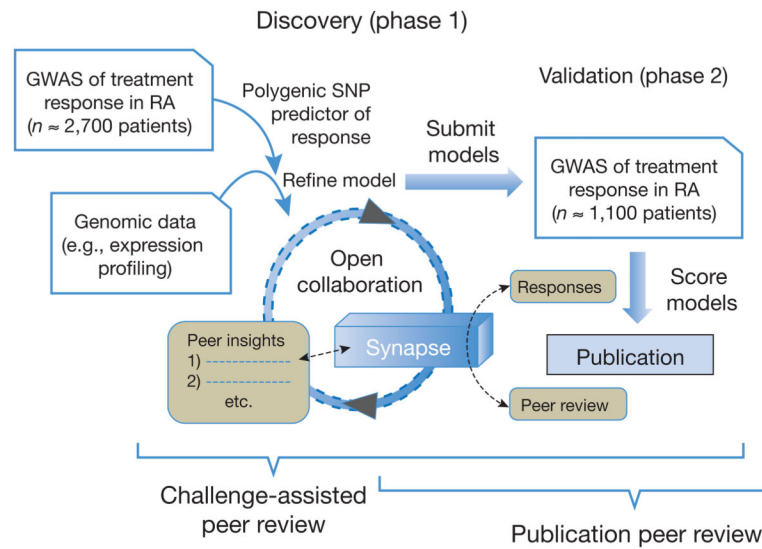 Discovery (phase 1)
GWAS of treatment
response in RA
(n ≈ 2,700 patients)
Polygenic SNP
predictor of
response
Refine model
Genomic data
(e.g., expression
profiling)
Submit
models
Validation (phase 2)
GWAS of treatment
response in RA
(n ≈ 1,100 patients)
Open
collaboration
Peer insights
1)
2)
etc.
Synapse
Responses
Score
models
Publication
Peer review
Challenge-assisted
peer review
Publication peer review